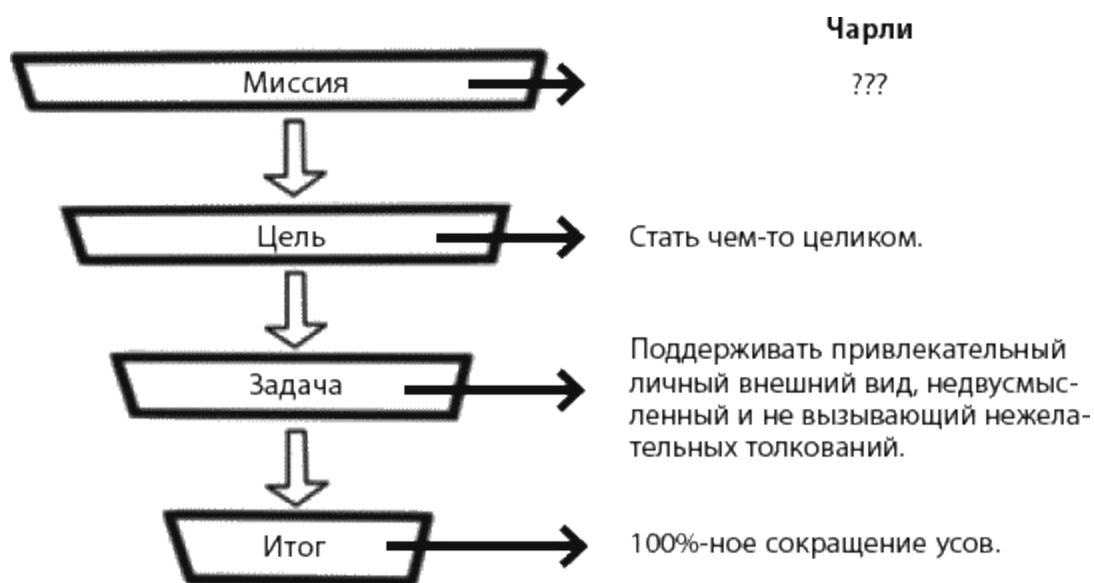 Чарли
Миссия
???
Цель
Стать чем-то целиком.
Задача
Поддерживать привлекательный
личный внешний вид, недвусмыс-
ленный и не вызывающий нежела-
тельных толкований.
Итог
100%-ное сокращение усов.